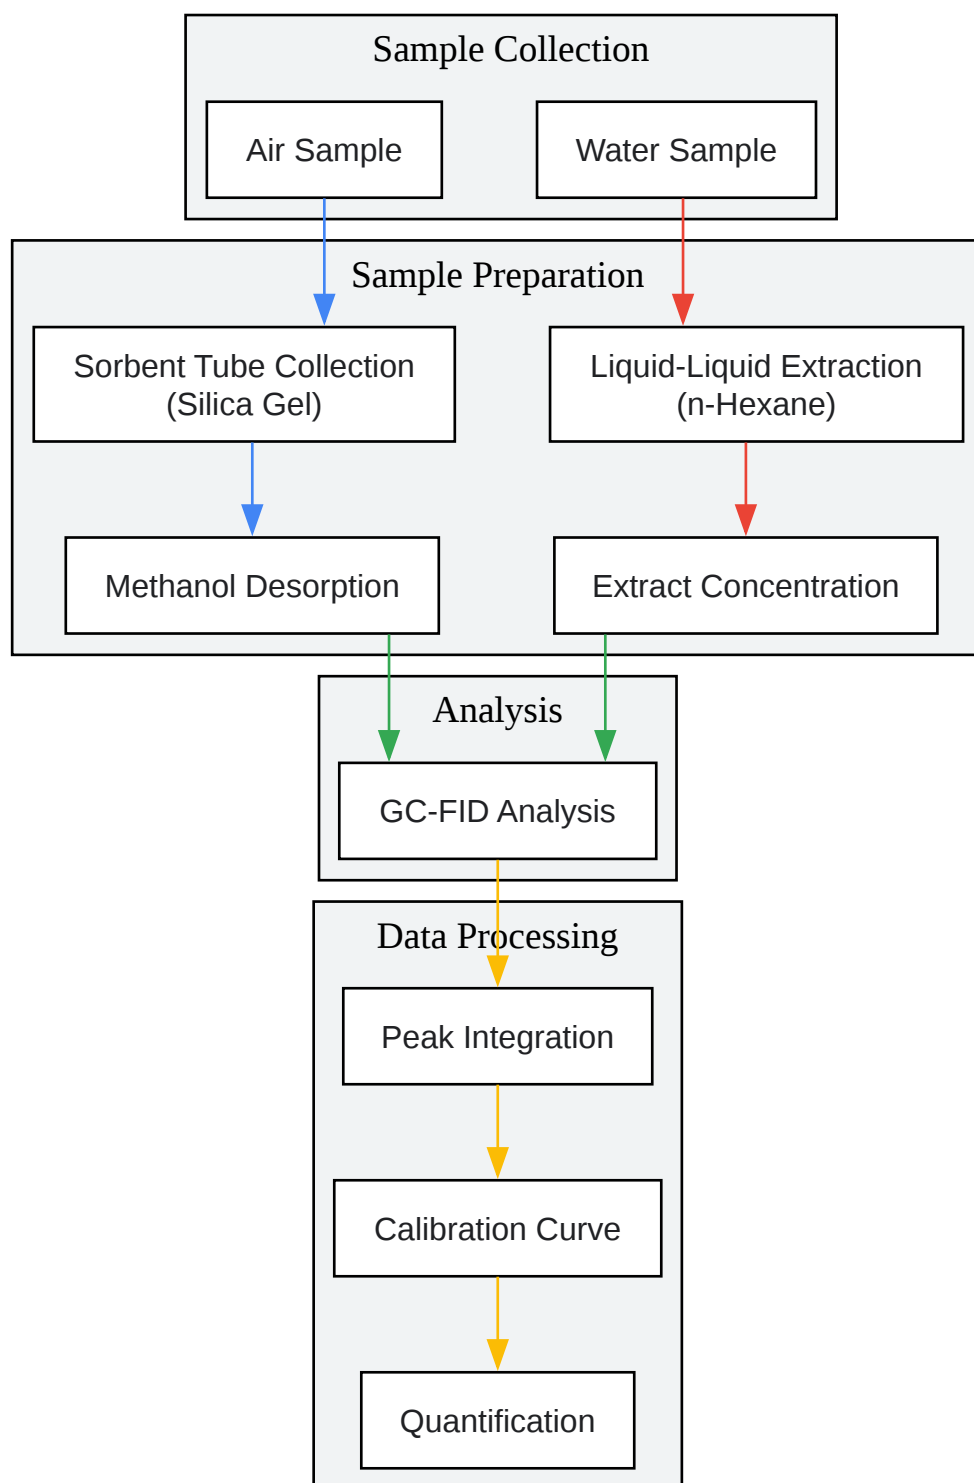 Sample Collection
Air Sample
Water Sample
Sample Preparation
Sorbent Tube Collection
(Silica Gel)
Liquid-Liquid Extraction
(n-Hexane)
Methanol Desorption
Extract Concentration
Analysis
GC-FID Analysis
Data Processing
Peak Integration
Calibration Curve
Quantification